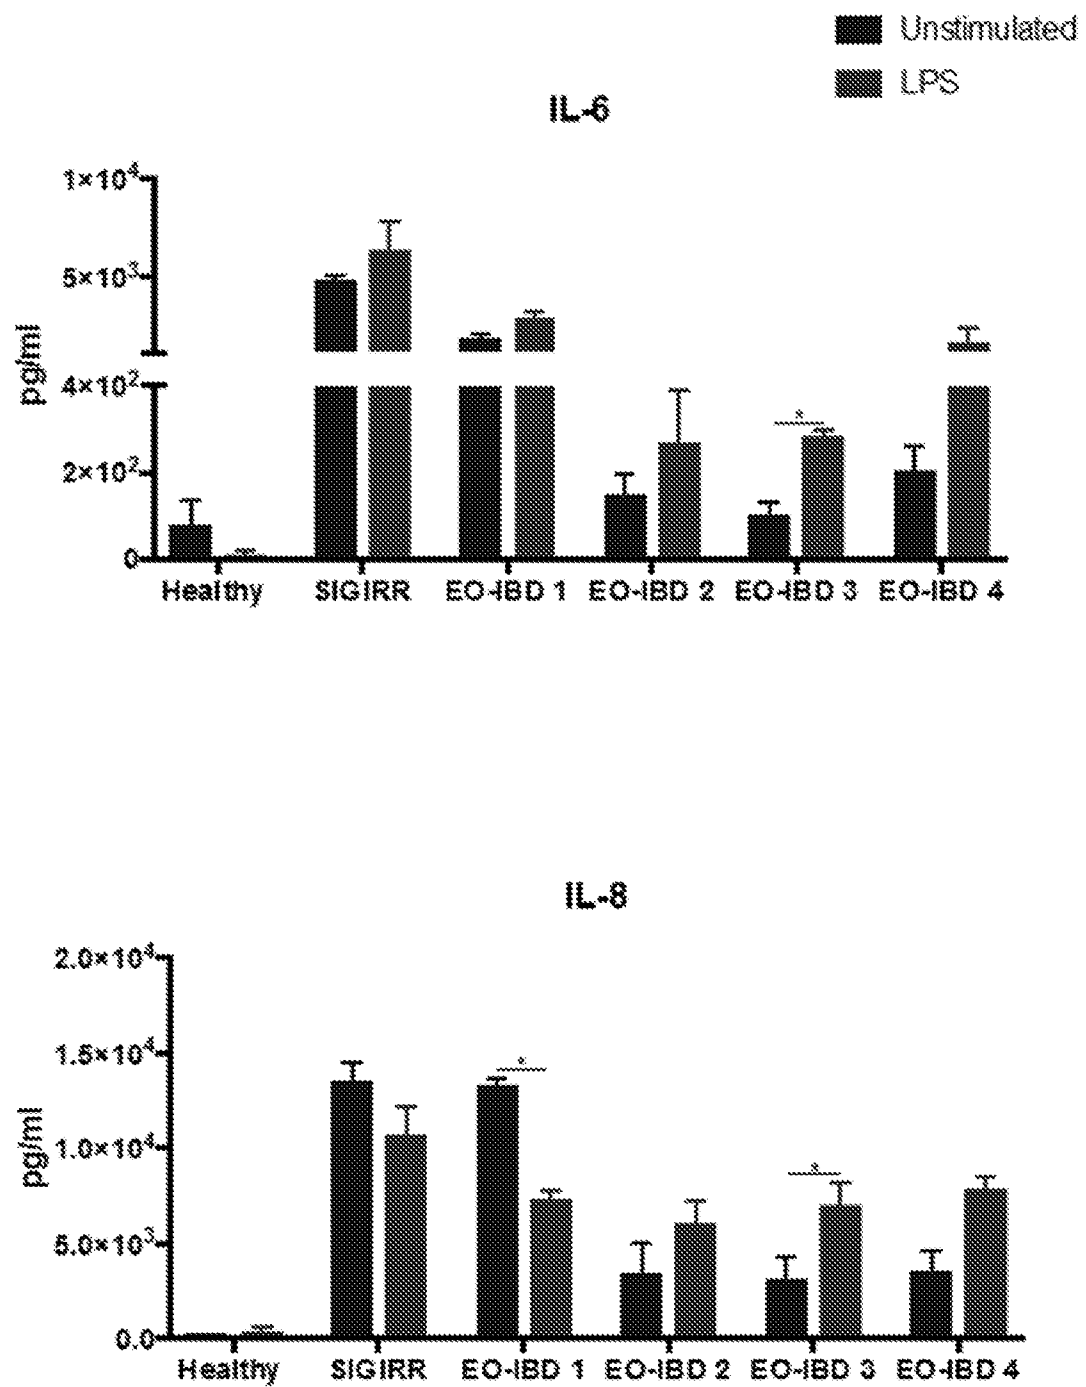 Unstimulated
LPS
IL-6
1×10⁴
5×10³
pg/ml
4×10²
2×10²
0
*
Healthy SIGIRR EO-IBD 1 EO-IBD 2 EO-IBD 3 EO-IBD 4
IL-8
2.0×10⁴
1.5×10⁴
pg/ml
1.0×10⁴
5.0×10³
0.0
* *
Healthy SIGIRR EO-IBD 1 EO-IBD 2 EO-IBD 3 EO-IBD 4